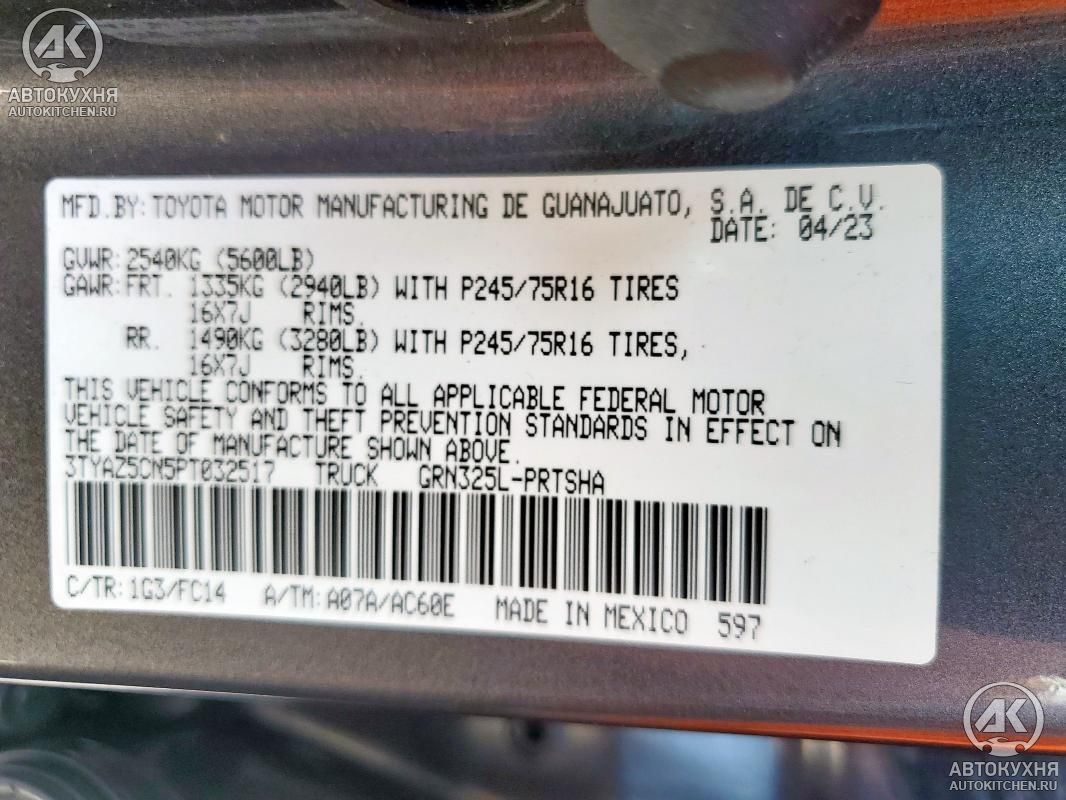 АК
АВТОКУХНЯ
AUTOKITCHEN.RU
MFD.BY: TOYOTA MOTOR MANUFACTURING DE GUANAJUATO, S.A. DE C.V.
DATE: 04/23
GVWR: 2540KG (5600LB)
GAWR: FRT. 1335KG (2940LB) WITH P245/75R16 TIRES
16X7J RIMS.
RR. 1490KG (3280LB) WITH P245/75R16 TIRES,
16X7J RIMS.
THIS VEHICLE CONFORMS TO ALL APPLICABLE FEDERAL MOTOR
VEHICLE SAFETY AND THEFT PREVENTION STANDARDS IN EFFECT ON
THE DATE OF MANUFACTURE SHOWN ABOVE.
3TYAZ5CN5PT032517 TRUCK GRN325L-PRTSHA
C/TR: 1G3/FC14 A/TM: A07A/AC60E MADE IN MEXICO 597
АК
АВТОКУХНЯ
AUTOKITCHEN.RU